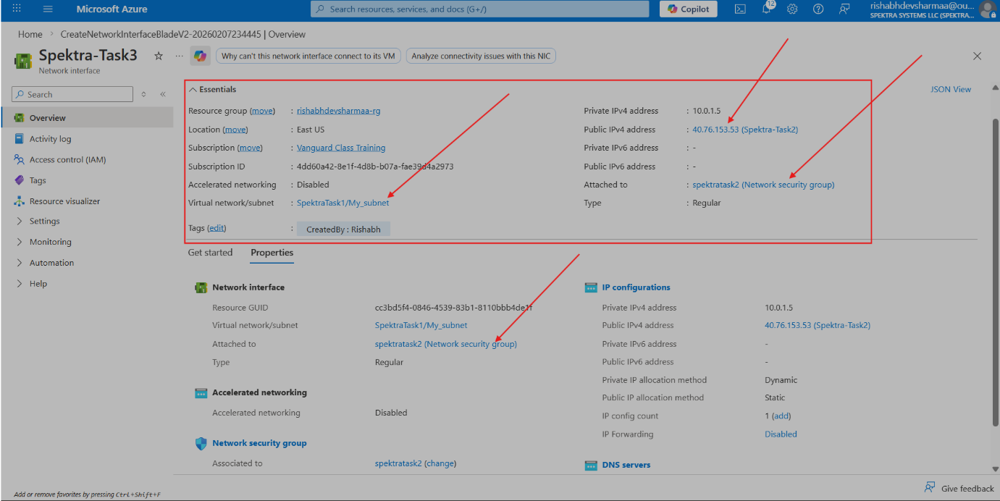 Microsoft Azure
Search resources, services, and docs (G+/)
Copilot
12
rishabhdevsharmaa@ou...
SPEKTRA SYSTEMS LLC (SPEKTRA...
Home > CreateNetworkInterfaceBladeV2-20260207234445 | Overview
Spektra-Task3
Network interface
Why can't this network interface connect to its VM
Analyze connectivity issues with this NIC
Search
Overview
Activity log
Access control (IAM)
Tags
Resource visualizer
Settings
Monitoring
Automation
Help
Essentials
JSON View
Resource group (move) : rishabhdevsharmaa-rg
Location (move) : East US
Subscription (move) : Vanguard Class Training
Subscription ID : 4dd60a42-8e1f-4d8b-b07a-fae39d4a2973
Accelerated networking : Disabled
Virtual network/subnet : SpektraTask1/My_subnet
Private IPv4 address : 10.0.1.5
Public IPv4 address : 40.76.153.53 (Spektra-Task2)
Private IPv6 address : -
Public IPv6 address : -
Attached to : spektratask2 (Network security group)
Type : Regular
Tags (edit) : CreatedBy : Rishabh
Get started
Properties
Network interface
Resource GUID cc3bd5f4-0846-4539-83b1-8110bbb4de1f
Virtual network/subnet SpektraTask1/My_subnet
Attached to spektratask2 (Network security group)
Type Regular
Accelerated networking
Accelerated networking Disabled
Network security group
Associated to spektratask2 (change)
IP configurations
Private IPv4 address 10.0.1.5
Public IPv4 address 40.76.153.53 (Spektra-Task2)
Private IPv6 address -
Public IPv6 address -
Private IP allocation method Dynamic
Public IP allocation method Static
IP config count 1 (add)
IP Forwarding Disabled
DNS servers
Add or remove favorites by pressing Ctrl+Shift+F
Give feedback